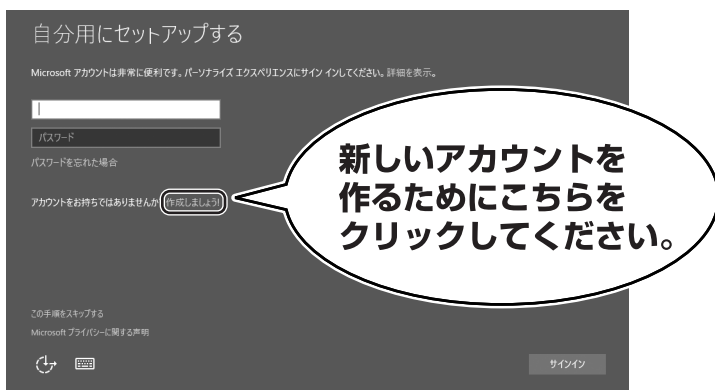 自分用にセットアップする
Microsoft アカウントは非常に便利です。パーソナライズ エクスペリエンスにサイン インしてください。詳細を表示。
パスワード
パスワードを忘れた場合
アカウントをお持ちではありませんか 作成しましょう!
新しいアカウントを
作るためにこちらを
クリックしてください。
この手順をスキップする
Microsoft プライバシーに関する声明
サインイン